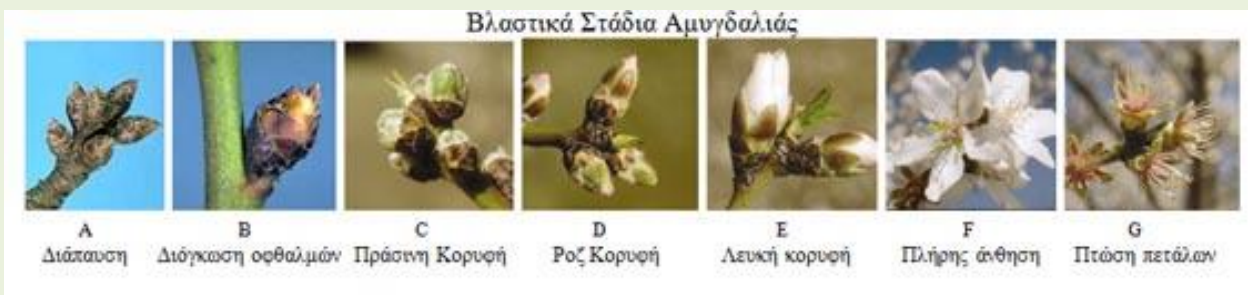 Βλαστικά Στάδια Αμυγδαλιάς
A B C D E F G
Διάπαυση Διόγκωση οφθαλμών Πράσινη Κορυφή Ροζ Κορυφή Λευκή κορυφή Πλήρης άνθηση Πτώση πετάλων